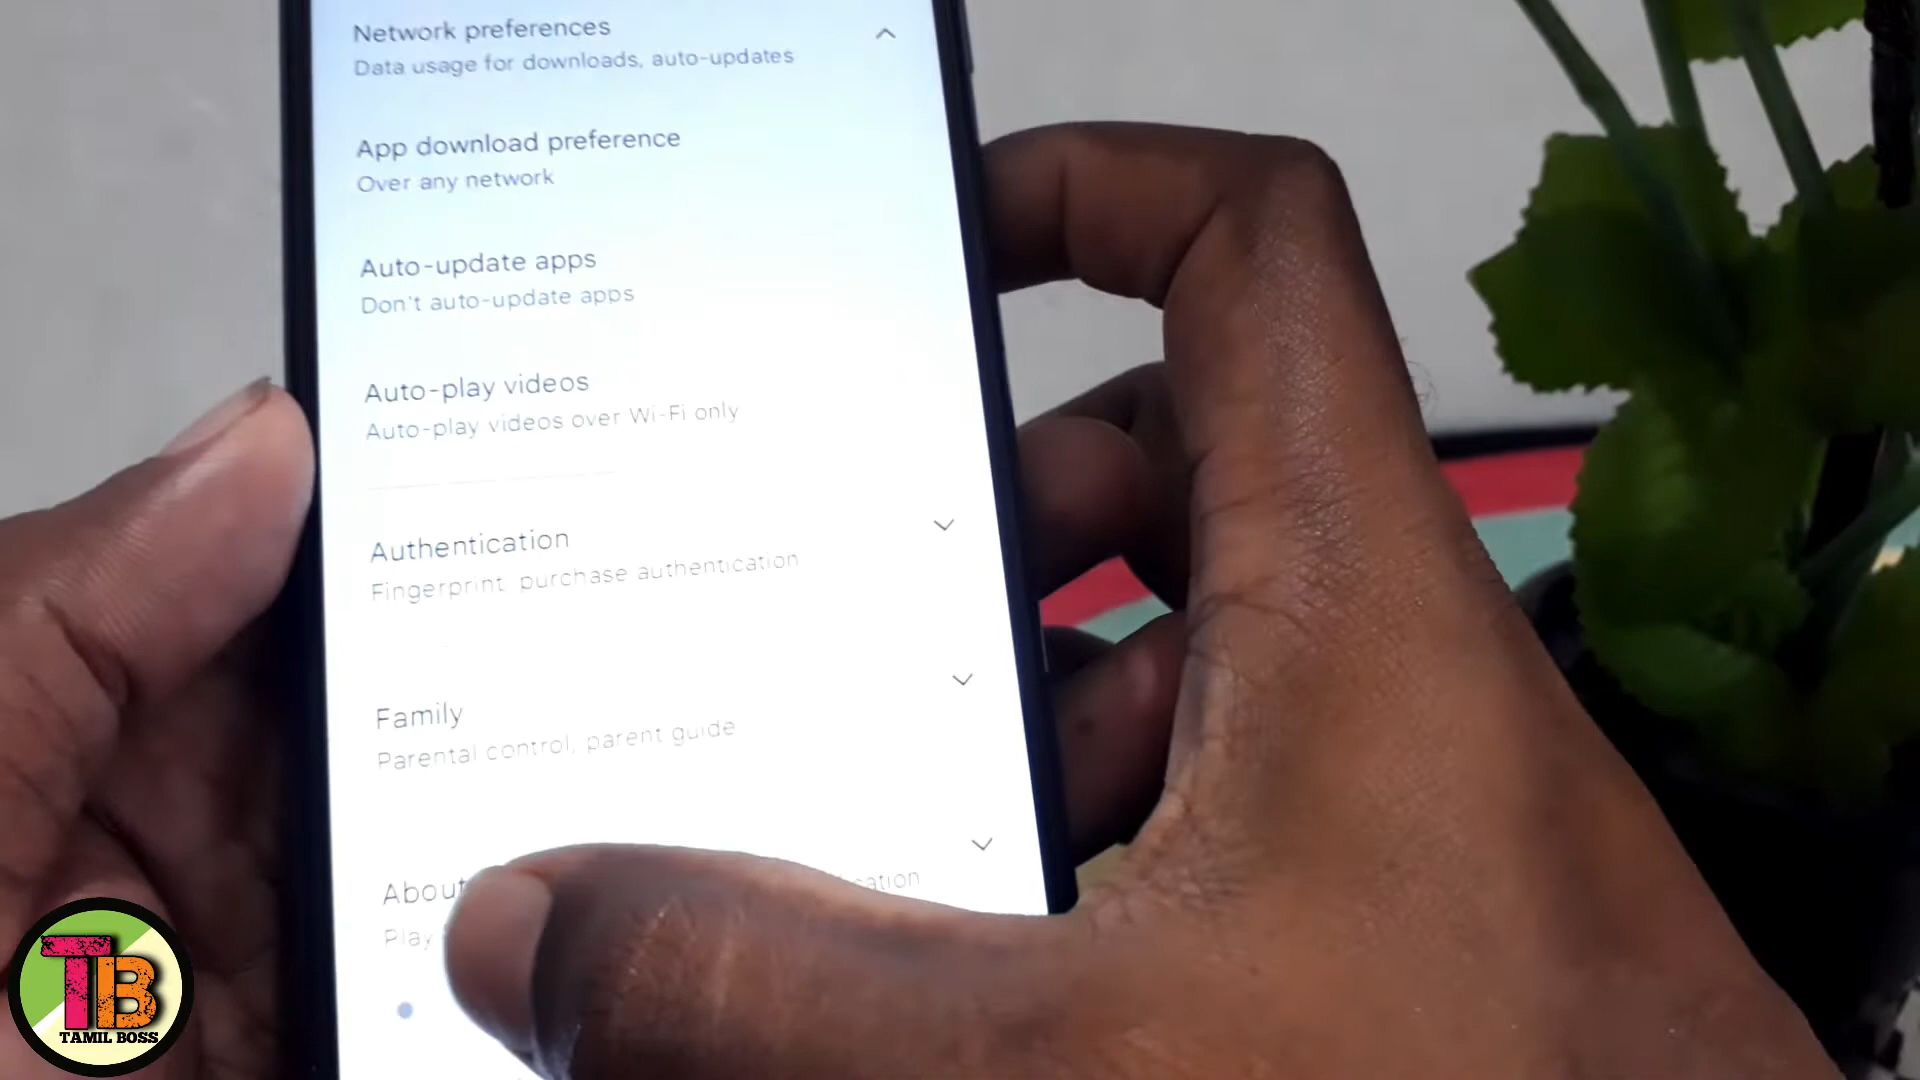 Network preferences
Data usage for downloads, auto-updates
App download preference
Over any network
Auto-update apps
Don't auto-update apps
Auto-play videos
Auto-play videos over Wi-Fi only
Authentication
Fingerprint, purchase authentication
Family
Parental control, parent guide
About
Play
TB
TAMIL BOSS